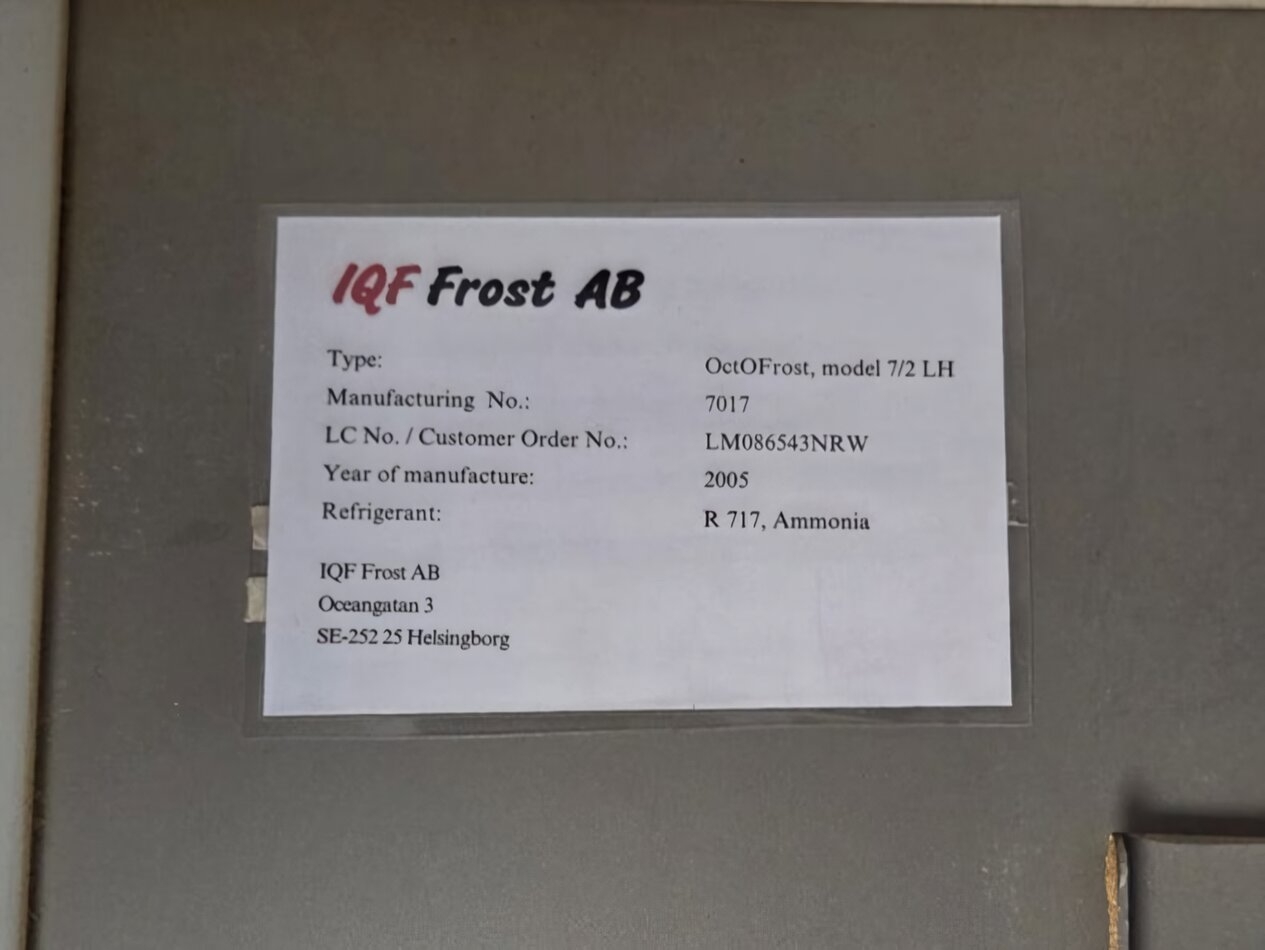 IQF Frost AB
Type: OctOFrost, model 7/2 LH
Manufacturing No.: 7017
LC No. / Customer Order No.: LM086543NRW
Year of manufacture: 2005
Refrigerant: R 717, Ammonia
IQF Frost AB
Oceangatan 3
SE-252 25 Helsingborg